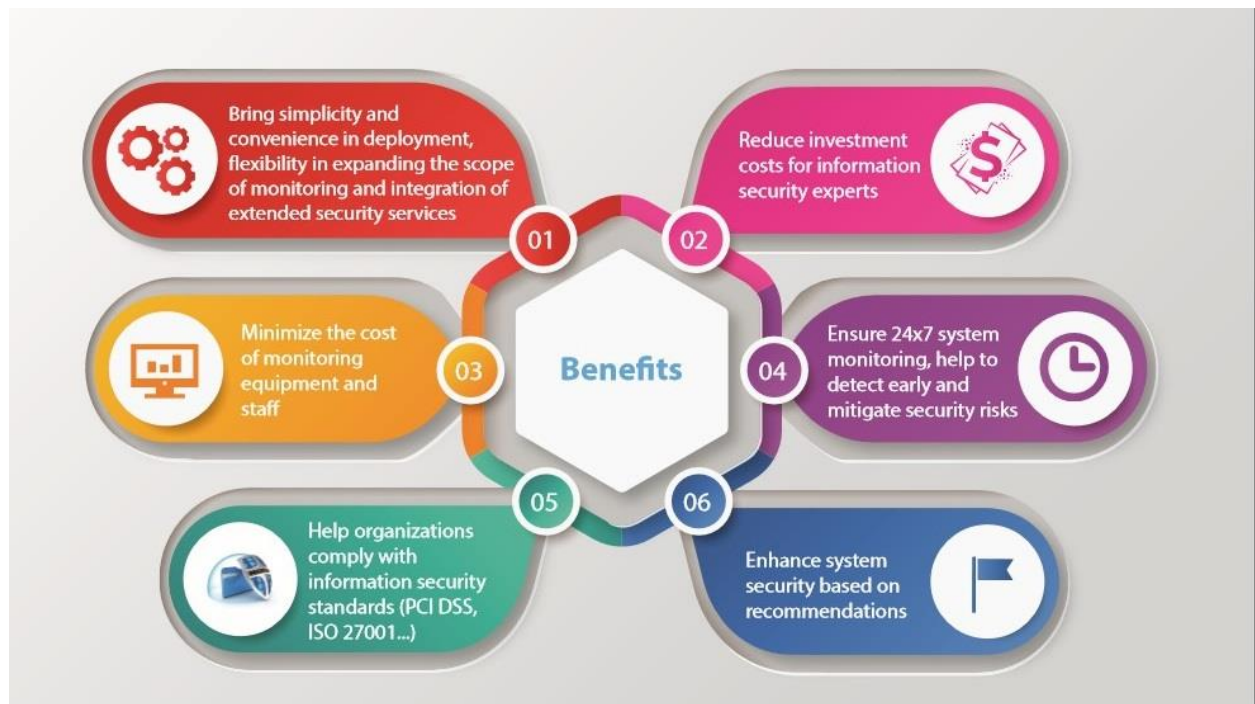 Bring simplicity and
convenience in deployment,
flexibility in expanding the scope
of monitoring and integration of
extended security services
01
Reduce investment
costs for information
security experts
02
Minimize the cost
of monitoring
equipment and
staff
03
Benefits
04
Ensure 24x7 system
monitoring, help to
detect early and
mitigate security risks
Help organizations
comply with
information security
standards (PCI DSS,
ISO 27001...)
05
06
Enhance system
security based on
recommendations